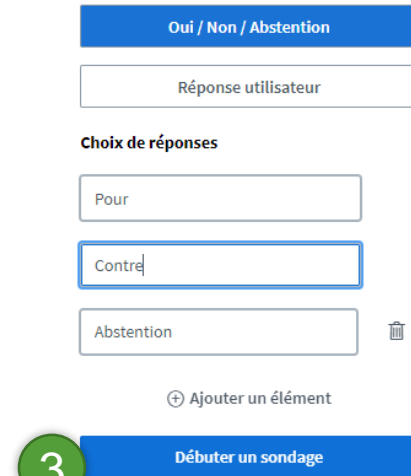 Oui / Non / Abstention
Réponse utilisateur
Choix de réponses
Pour
Contre
Abstention
Ajouter un élément
3
Débuter un sondage